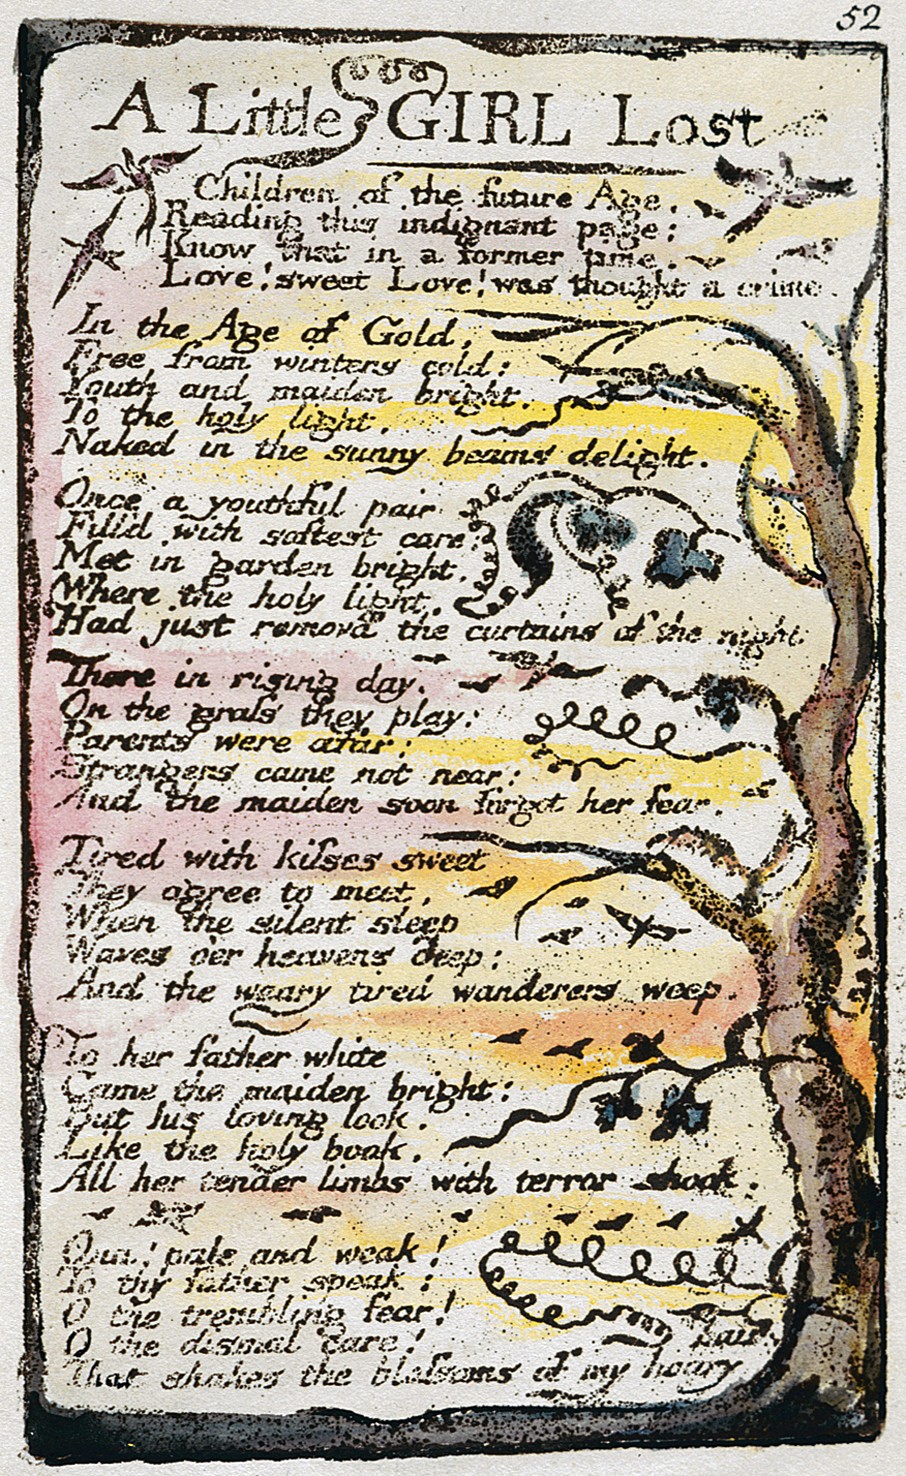 52
A Little GIRL Lost
Children of the future Age,
Reading this indignant page;
Know that in a former time,
Love! sweet Love! was thought a crime.
In the Age of Gold,
Free from winters cold:
Youth and maiden bright,
To the holy light,
Naked in the sunny beams delight.
Once a youthful pair
Filld with softest care:
Met in garden bright,
Where the holy light,
Had just removd the curtains of the night.
There in rising day,
On the grass they play:
Parents were afar:
Strangers came not near:
And the maiden soon forgot her fear.
Tired with kisses sweet
They agree to meet,
When the silent sleep
Waves o'er heavens deep:
And the weary tired wanderers weep.
To her father white
Came the maiden bright:
But his loving look,
Like the holy book,
All her tender limbs with terror shook.
Ona! pale and weak!
To thy father speak:
O the trembling fear!
O the dismal care!
That shakes the blossoms of my hoary hair